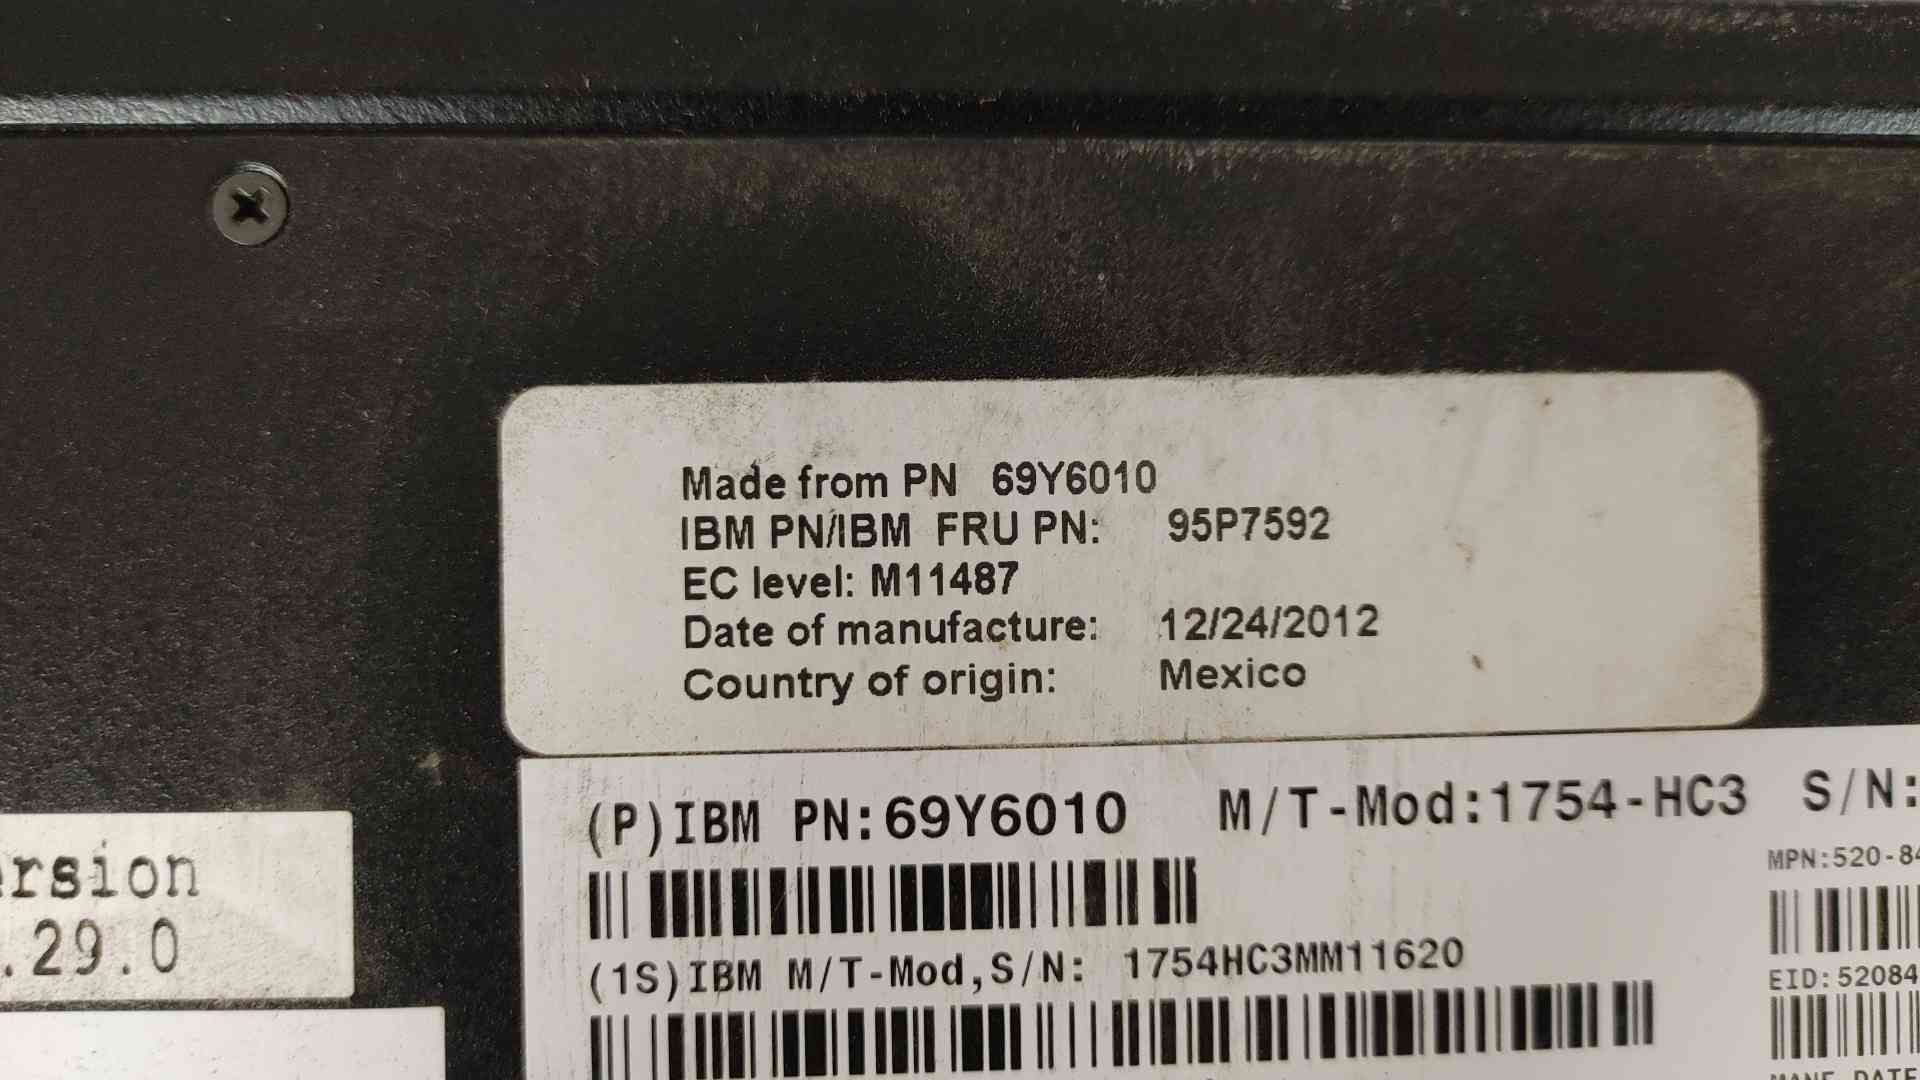 Made from PN 69Y6010
IBM PN/IBM FRU PN: 95P7592
EC level: M11487
Date of manufacture: 12/24/2012
Country of origin: Mexico
(P)IBM PN:69Y6010 M/T-Mod:1754-HC3 S/N:
MPN:520-84
(1S)IBM M/T-Mod,S/N: 1754HC3MM11620
EID:52084
ersion
.29.0